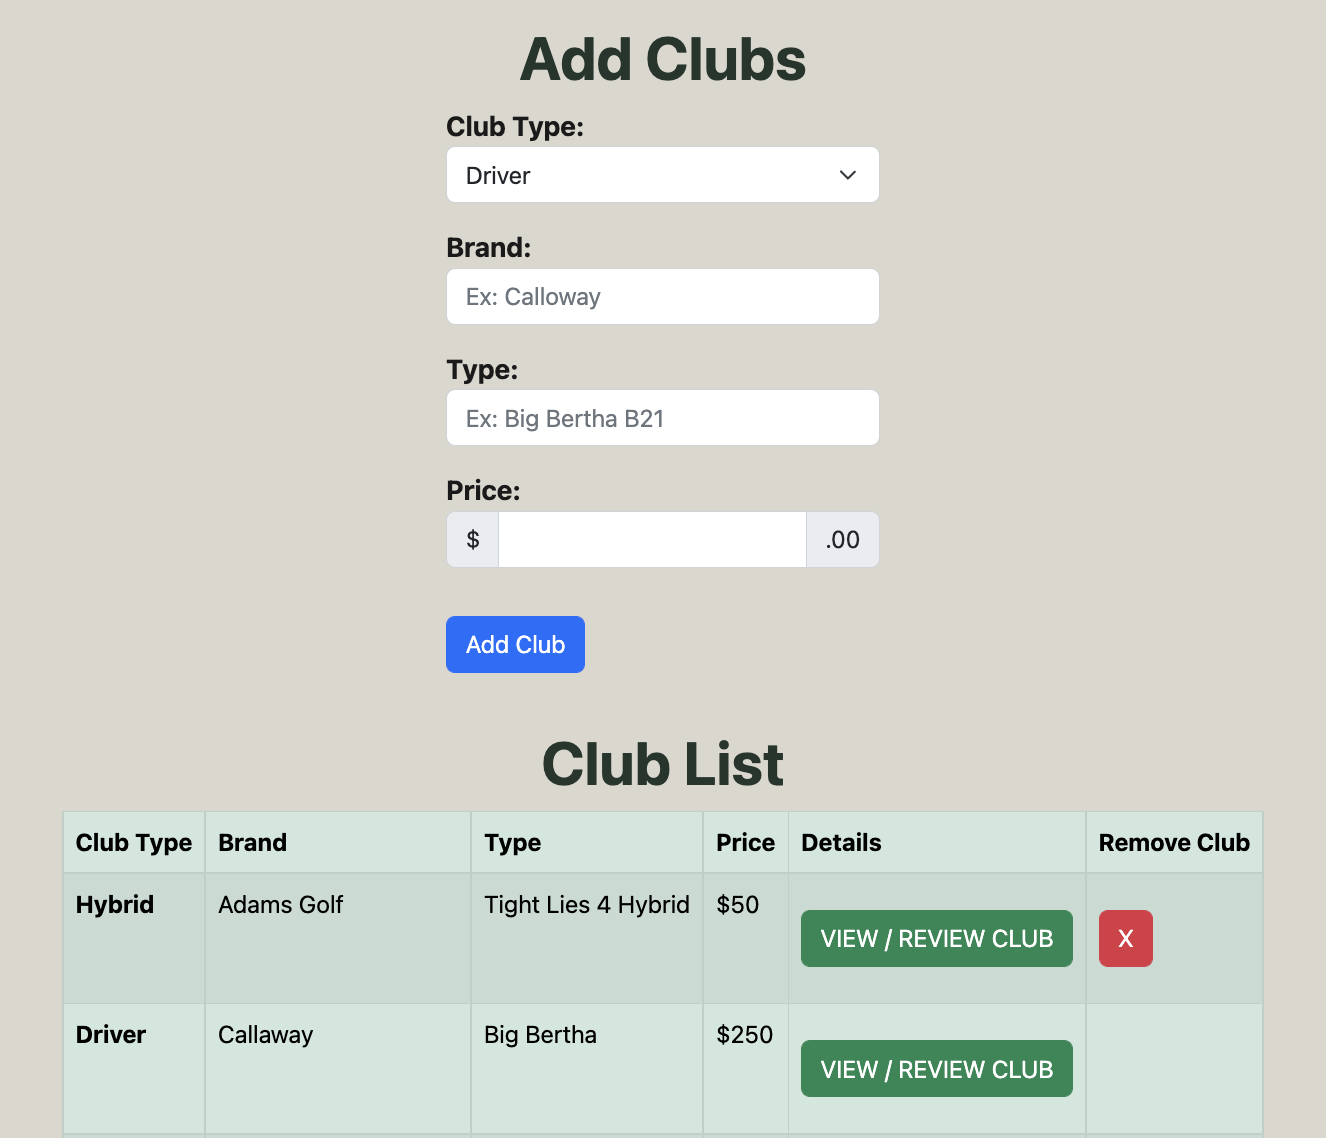 Add Clubs
Club Type:
Driver
Brand:
Ex: Calloway
Type:
Ex: Big Bertha B21
Price:
$ .00
Add Club
Club List
Club Type Brand Type Price Details Remove Club
Hybrid Adams Golf Tight Lies 4 Hybrid $50 VIEW / REVIEW CLUB X
Driver Callaway Big Bertha $250 VIEW / REVIEW CLUB